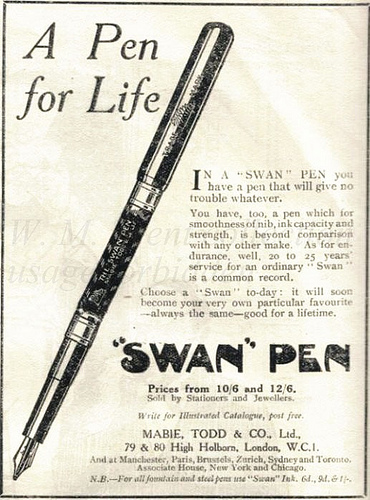 A Pen
for Life
THE SWAN PEN
IN A "SWAN" PEN you
have a pen that will give no
trouble whatever.
You have, too, a pen which for
smoothness of nib, ink capacity and
strength, is beyond comparison
with any other make. As for en-
durance, well, 20 to 25 years'
service for an ordinary "Swan"
is a common record.
Choose a "Swan" to-day: it will soon
become your very own particular favourite
—always the same—good for a lifetime.
"SWAN" PEN
Prices from 10/6 and 12/6.
Sold by Stationers and Jewellers.
Write for Illustrated Catalogue, post free.
MABIE, TODD & CO., Ltd.,
79 & 80 High Holborn, London, W.C.1.
And at Manchester, Paris, Brussels, Zurich, Sydney and Toronto.
Associate House, New York and Chicago.
N.B.—For all fountain and steel pens use "Swan" Ink. 6d., 9d. & 1/-.